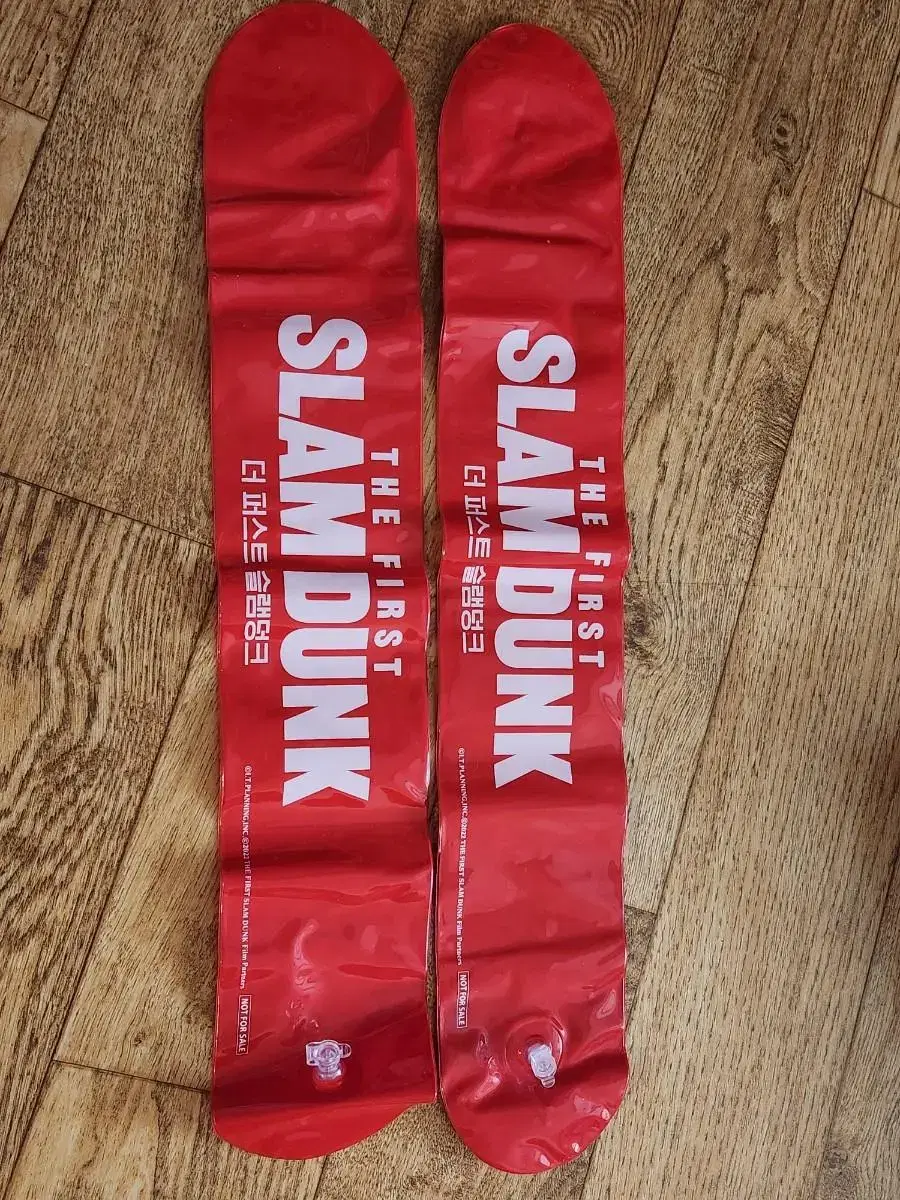 THE FIRST
SLAM DUNK
더 퍼스트 슬램덩크
©I.T.PLANNING,INC. ©2022 THE FIRST SLAM DUNK Film Partners
NOT FOR SALE
THE FIRST
SLAM DUNK
더 퍼스트 슬램덩크
©I.T.PLANNING,INC. ©2022 THE FIRST SLAM DUNK Film Partners
NOT FOR SALE